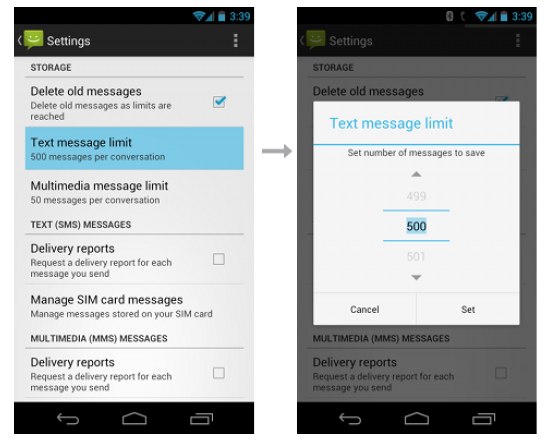 3:39
Settings
STORAGE
Delete old messages
Delete old messages as limits are
reached
Text message limit
500 messages per conversation
Multimedia message limit
50 messages per conversation
TEXT (SMS) MESSAGES
Delivery reports
Request a delivery report for each
message you send
Manage SIM card messages
Manage messages stored on your SIM card
MULTIMEDIA (MMS) MESSAGES
Delivery reports
Request a delivery report for each
message you send
3:39
Settings
STORAGE
Delete old messages
Text message limit
Set number of messages to save
499
500
501
Cancel
Set
MULTIMEDIA (MMS) MESSAGES
Delivery reports
Request a delivery report for each
message you send